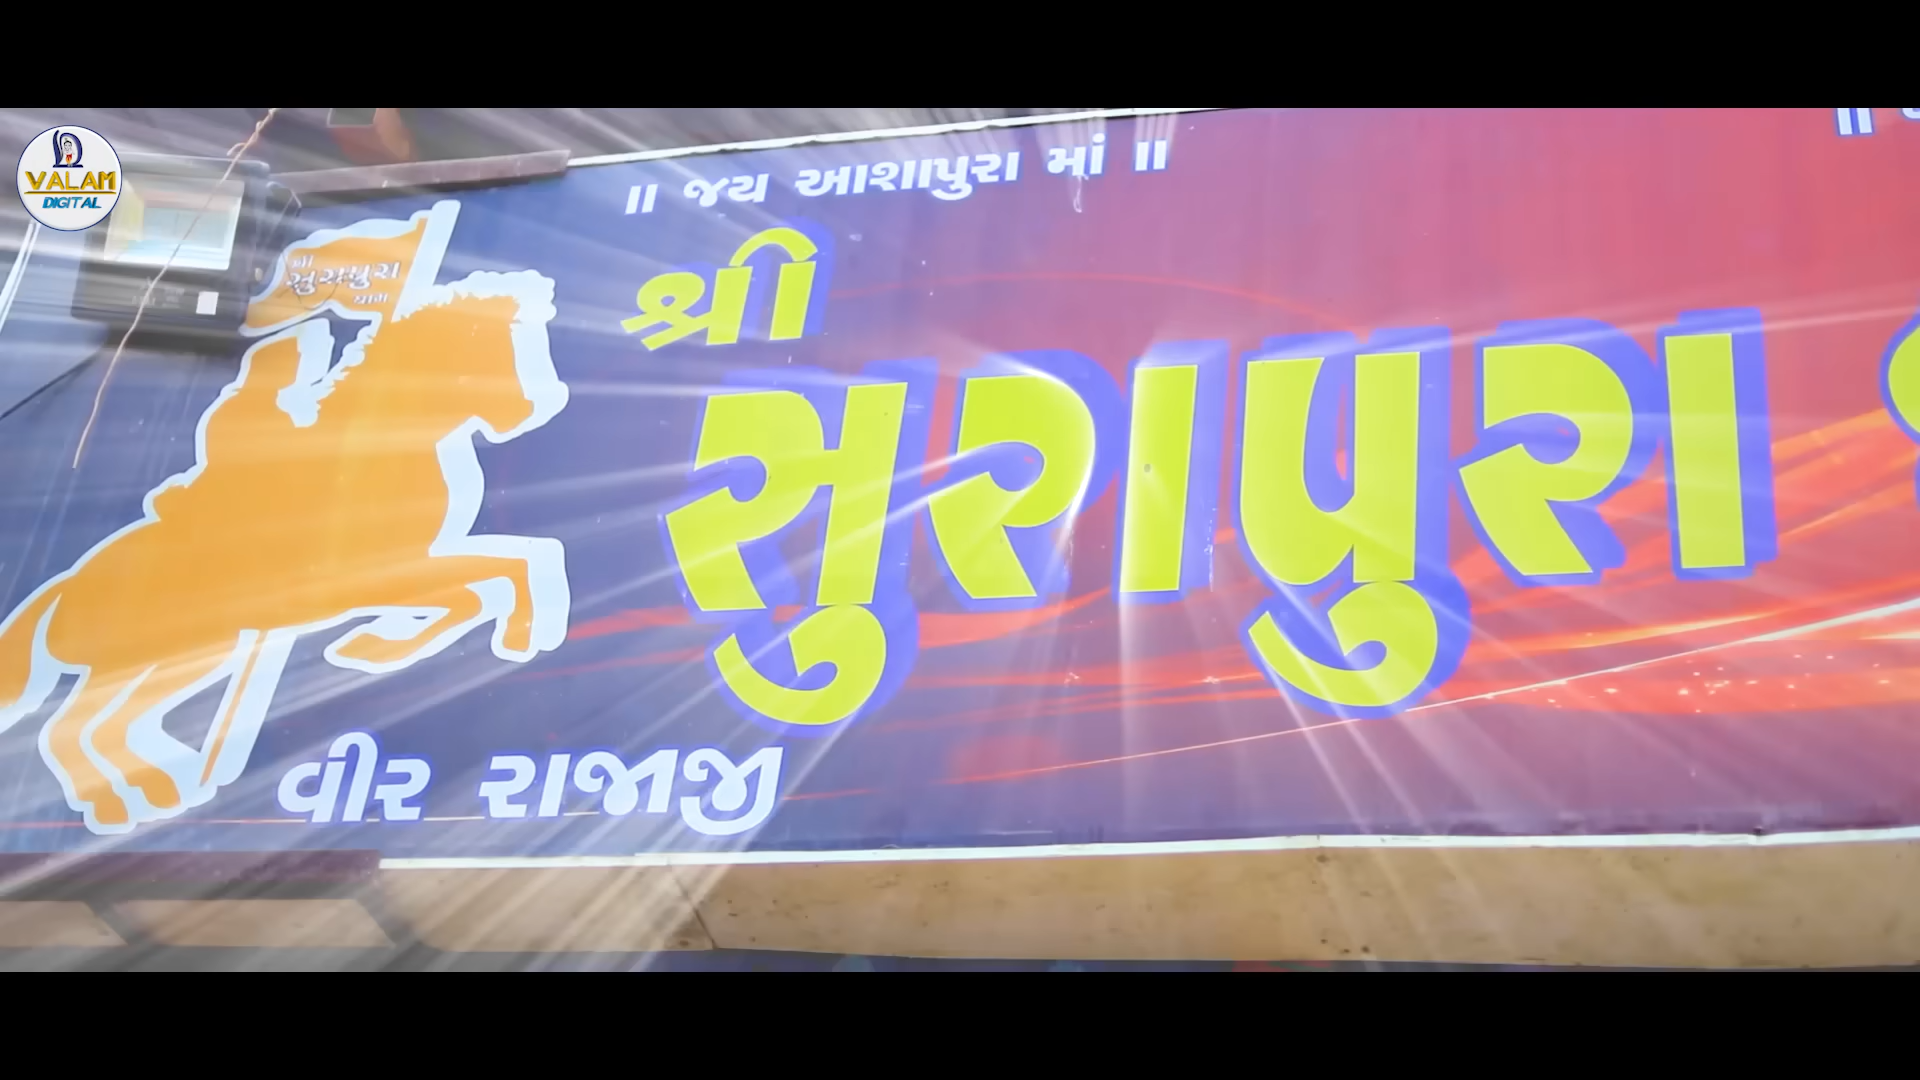 VALAM
DIGITAL
॥ જય આશાપુરા માં ॥
શ્રી
સુરાપુરા
ધામ
શ્રી
સુરાપુરા
વીર રાજાજી